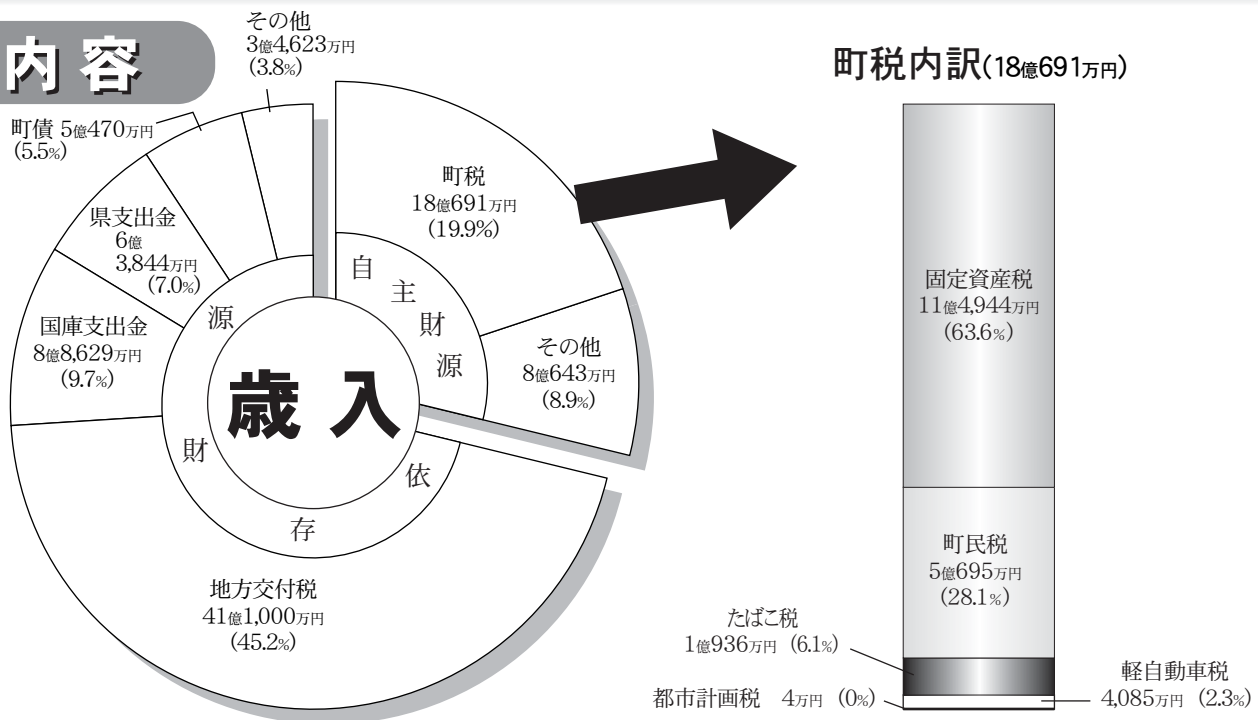 内容
その他
3億4,623万円
(3.8%)
町債 5億470万円
(5.5%)
県支出金
6億
3,844万円
(7.0%)
国庫支出金
8億8,629万円
(9.7%)
地方交付税
41億1,000万円
(45.2%)
町税
18億691万円
(19.9%)
その他
8億643万円
(8.9%)
自主財源
依存財源
歳入
町税内訳(18億691万円)
固定資産税
11億4,944万円
(63.6%)
町民税
5億695万円
(28.1%)
たばこ税
1億936万円 (6.1%)
都市計画税 4万円 (0%)
軽自動車税
4,085万円 (2.3%)